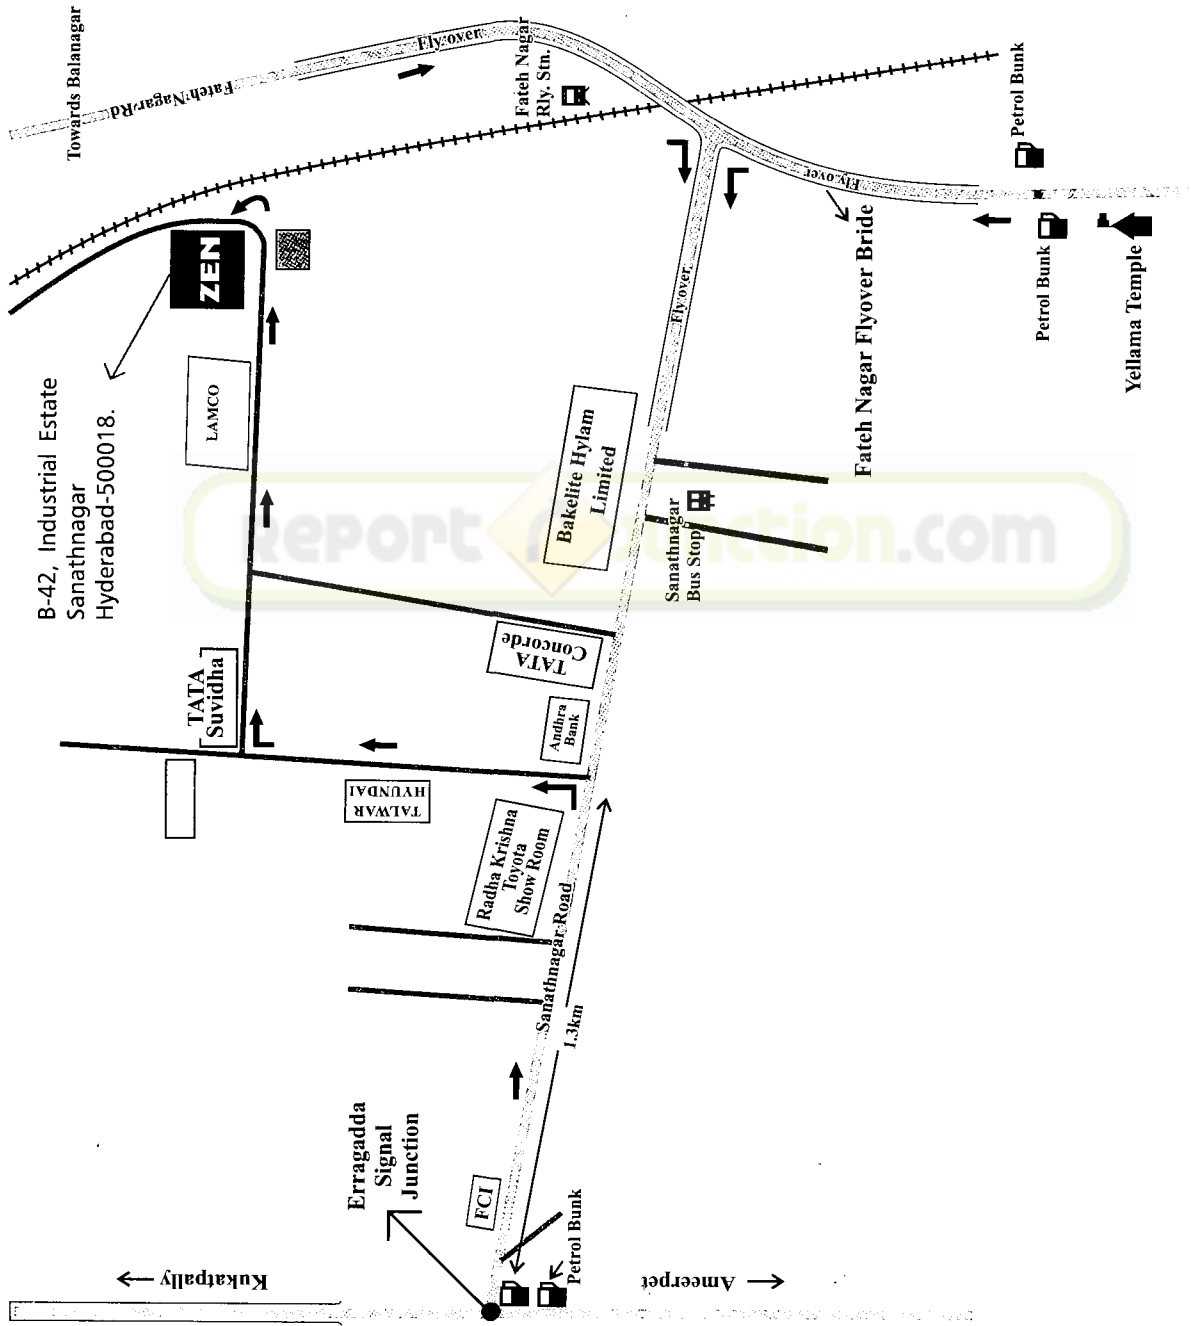 Towards Balanagar
Fateh Nagar Rd
Fly over
Fateh Nagar
Rly. Stn.
ZEN
B-42, Industrial Estate
Sanathnagar
Hyderabad-500018.
LAMCO
Fly over
Fly over
Petrol Bunk
Petrol Bunk
Yellama Temple
Fateh Nagar Flyover Bride
Bakelite Hylam
Limited
Sanathnagar
Bus Stop
TATA
Suvidha
TATA
Concorde
Andhra
Bank
TALWAR
HYUNDAI
Radha Krishna
Toyota
Show Room
Sanathnagar Road
1.3km
Erragadda
Signal
Junction
FCI
Petrol Bunk
Kukatpally
Ameerpet
Report Junction.com